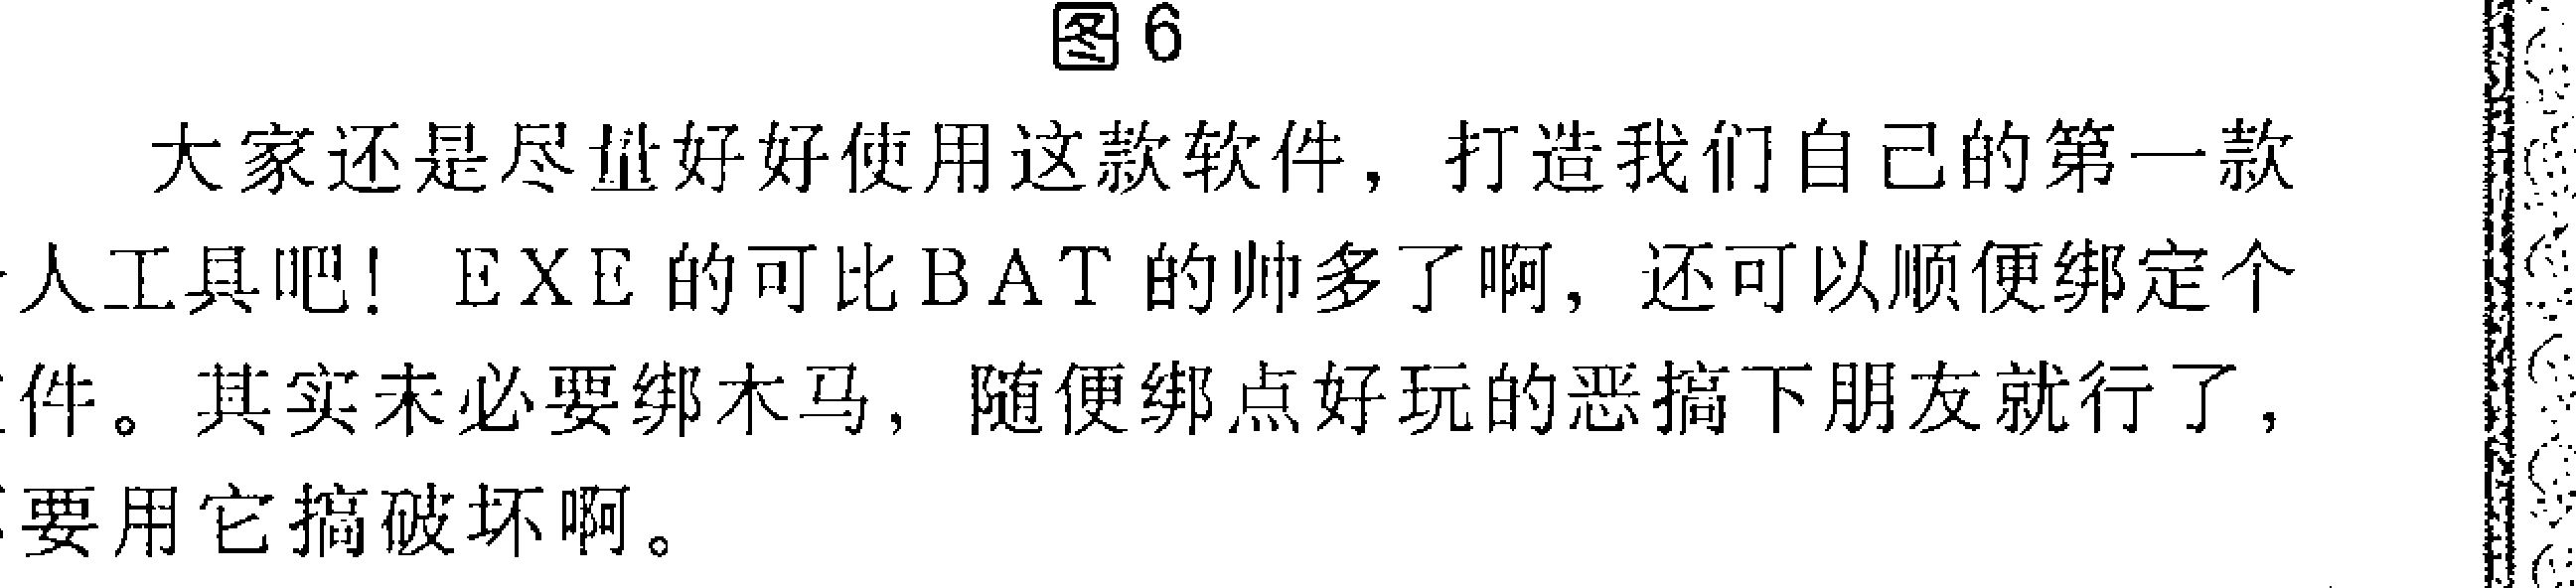 图6
大家还是尽量好好使用这款软件，打造我们自己的第一款
人工具吧！EXE的可比BAT的帅多了啊，还可以顺便绑定个
件。其实未必要绑木马，随便绑点好玩的恶搞下朋友就行了，
要用它搞破坏啊。